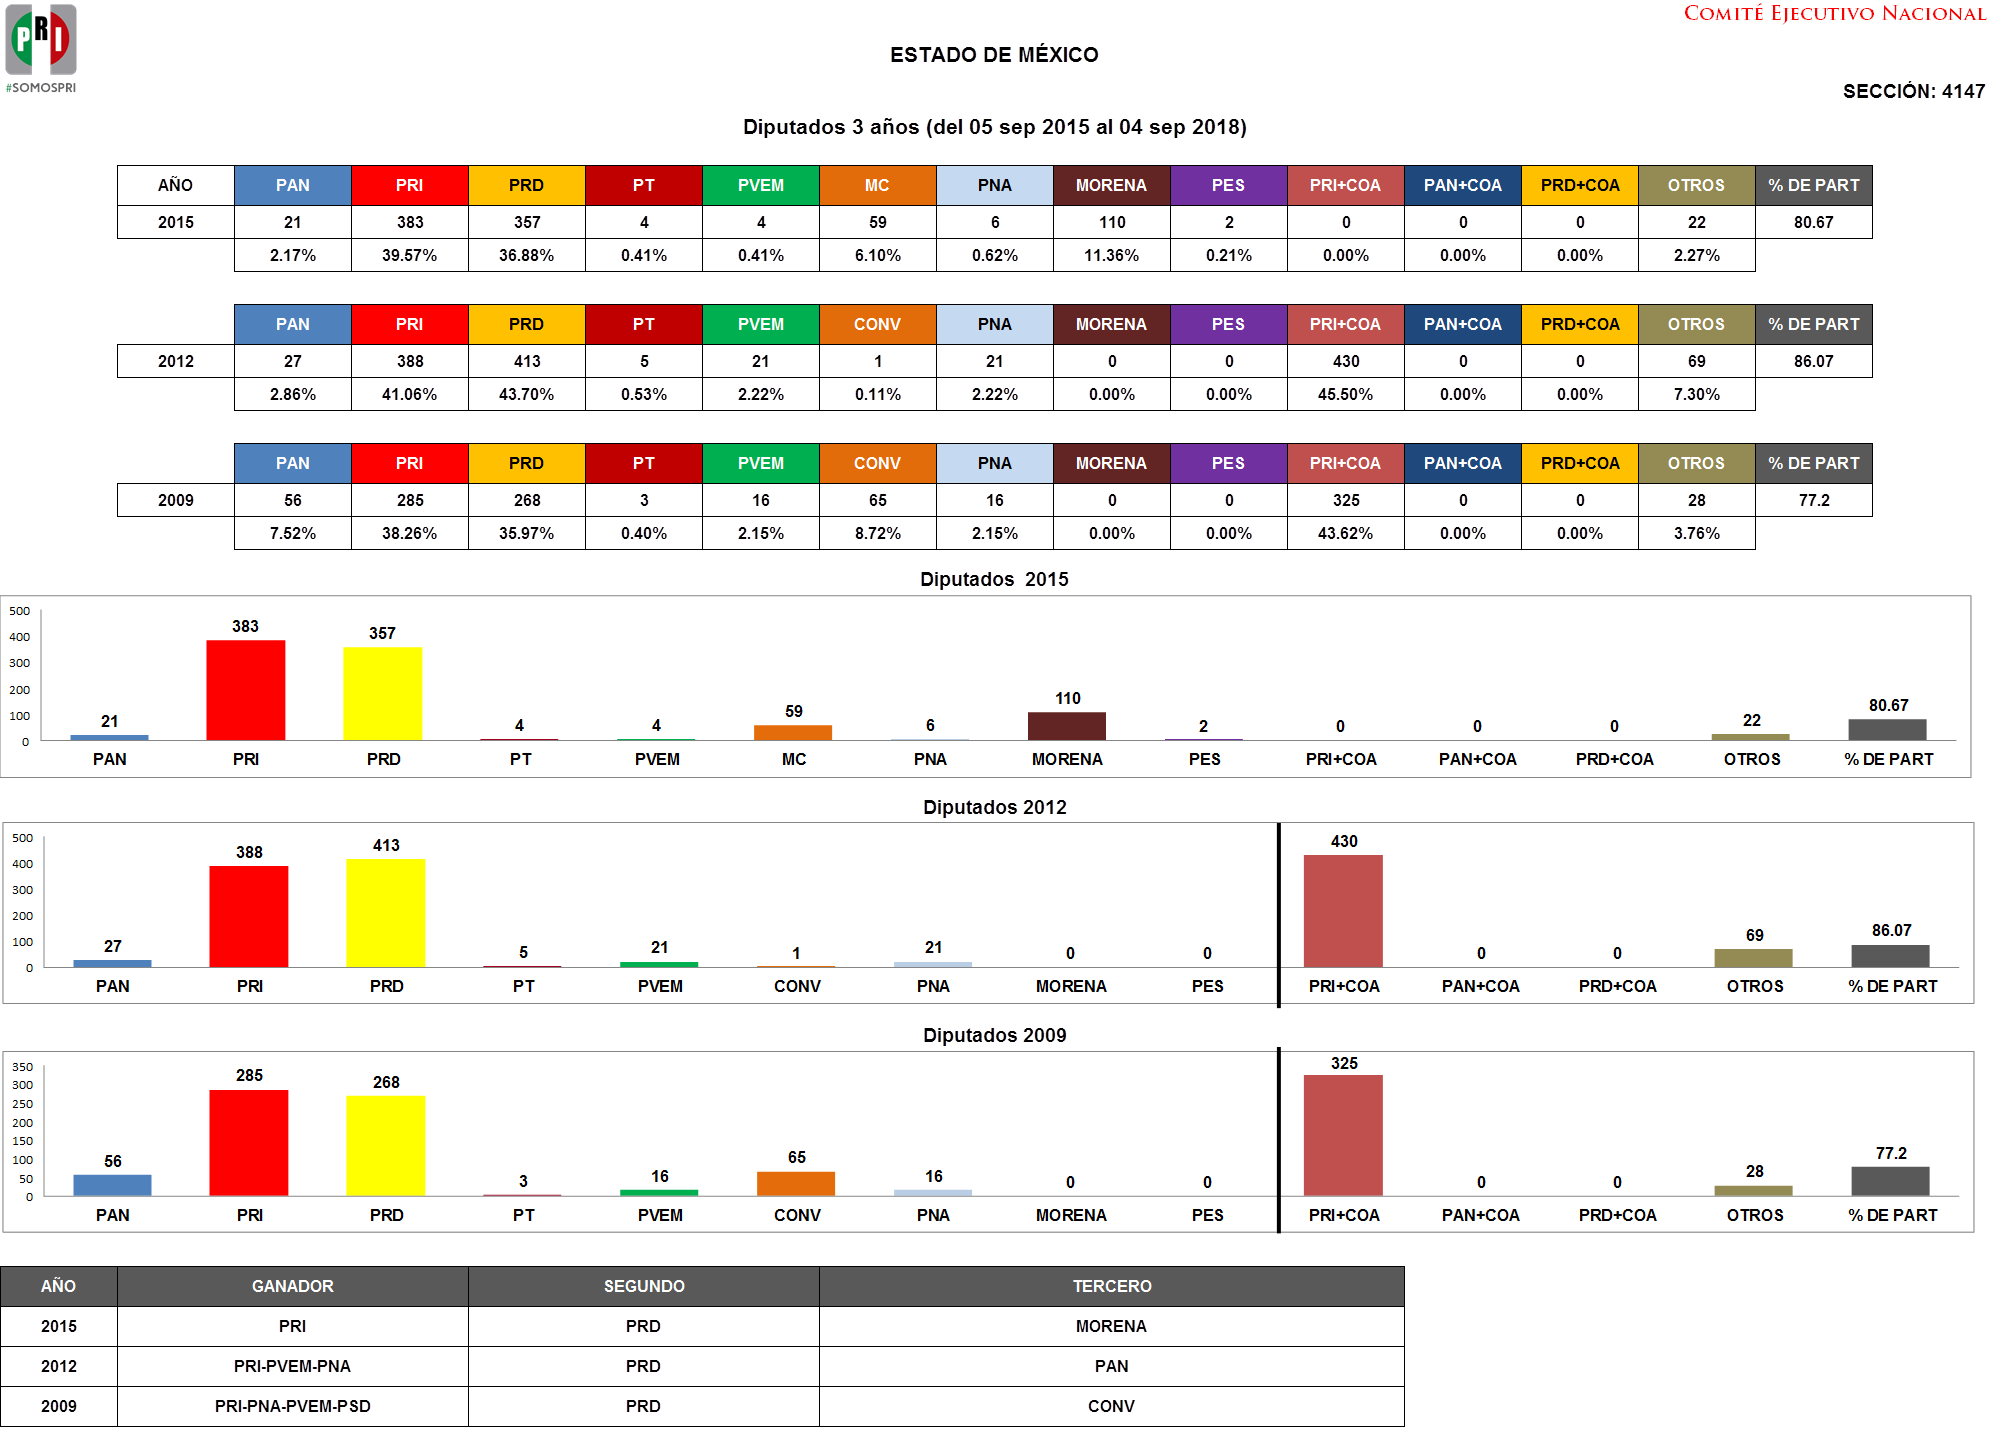 PRI
#SOMOSPRI
COMITÉ EJECUTIVO NACIONAL
ESTADO DE MÉXICO
SECCIÓN: 4147
Diputados 3 años (del 05 sep 2015 al 04 sep 2018)
AÑO PAN PRI PRD PT PVEM MC PNA MORENA PES PRI+COA PAN+COA PRD+COA OTROS % DE PART
2015 21 383 357 4 4 59 6 110 2 0 0 0 22 80.67
2.17% 39.57% 36.88% 0.41% 0.41% 6.10% 0.62% 11.36% 0.21% 0.00% 0.00% 0.00% 2.27%
PAN PRI PRD PT PVEM CONV PNA MORENA PES PRI+COA PAN+COA PRD+COA OTROS % DE PART
2012 27 388 413 5 21 1 21 0 0 430 0 0 69 86.07
2.86% 41.06% 43.70% 0.53% 2.22% 0.11% 2.22% 0.00% 0.00% 45.50% 0.00% 0.00% 7.30%
PAN PRI PRD PT PVEM CONV PNA MORENA PES PRI+COA PAN+COA PRD+COA OTROS % DE PART
2009 56 285 268 3 16 65 16 0 0 325 0 0 28 77.2
7.52% 38.26% 35.97% 0.40% 2.15% 8.72% 2.15% 0.00% 0.00% 43.62% 0.00% 0.00% 3.76%
Diputados 2015
500
400
300
200
100
0
21 383 357 4 4 59 6 110 2 0 0 0 22 80.67
PAN PRI PRD PT PVEM MC PNA MORENA PES PRI+COA PAN+COA PRD+COA OTROS % DE PART
Diputados 2012
500
400
300
200
100
0
27 388 413 5 21 1 21 0 0 430 0 0 69 86.07
PAN PRI PRD PT PVEM CONV PNA MORENA PES PRI+COA PAN+COA PRD+COA OTROS % DE PART
Diputados 2009
350
300
250
200
150
100
50
0
56 285 268 3 16 65 16 0 0 325 0 0 28 77.2
PAN PRI PRD PT PVEM CONV PNA MORENA PES PRI+COA PAN+COA PRD+COA OTROS % DE PART
AÑO GANADOR SEGUNDO TERCERO
2015 PRI PRD MORENA
2012 PRI-PVEM-PNA PRD PAN
2009 PRI-PNA-PVEM-PSD PRD CONV